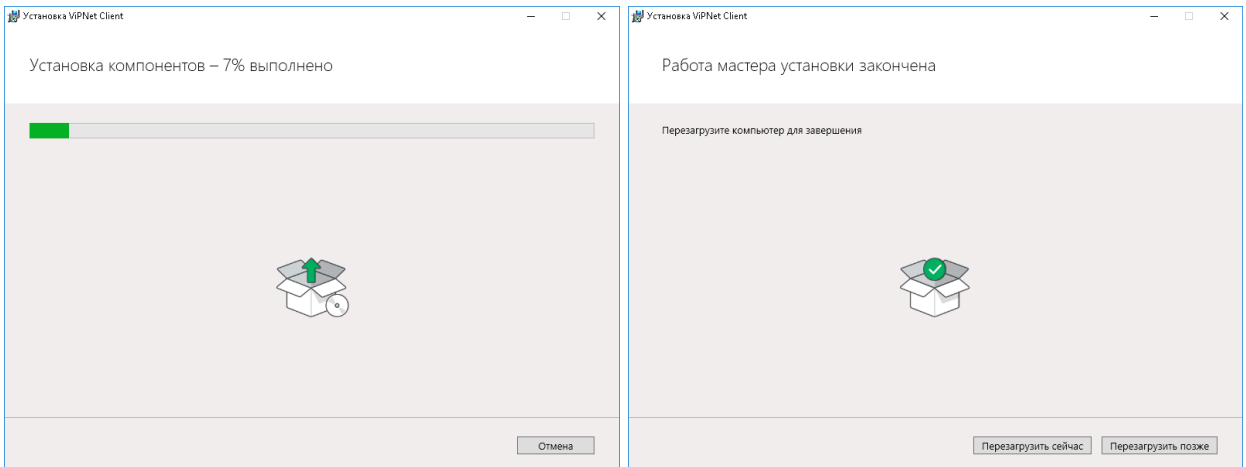 Установка ViPNet Client
Установка компонентов – 7% выполнено
Отмена
Установка ViPNet Client
Работа мастера установки закончена
Перезагрузите компьютер для завершения
Перезагрузить сейчас
Перезагрузить позже